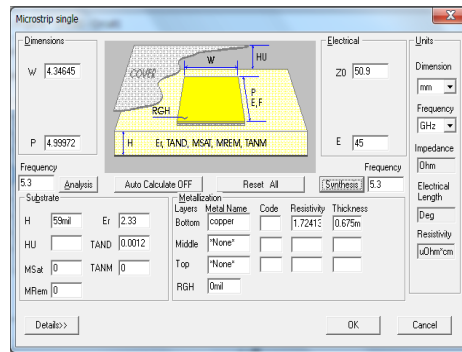 Microstrip single
Dimensions
W 4.34645
P 4.99972
COVER
W
HU
P
E,F
RGH
H Er, TAND, MSAT, MREM, TANM
Electrical
Z0 50.9
E 45
Units
Dimension
mm
Frequency
GHz
Impedance
Ohm
Electrical
Length
Deg
Resistivity
uOhm*cm
Frequency
5.3 Analysis Auto Calculate OFF Reset All Synthesis Frequency 5.3
Substrate
H 59mil Er 2.33
HU TAND 0.0012
MSat 0 TANM 0
MRem 0
Metallization
Layers Metal Name Code Resistivity Thickness
Bottom copper 1.72413 0.675m
Middle *None*
Top *None*
RGH 0mil
Details>> OK Cancel